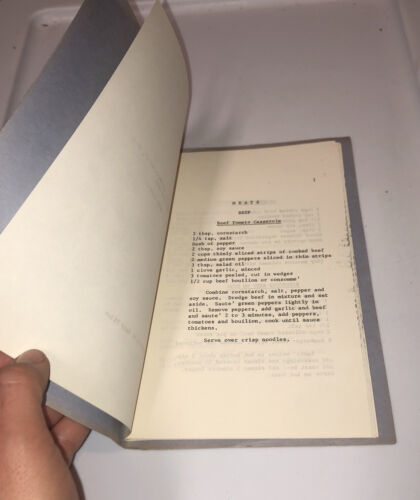 1
MEATS
BEEF
Beef Tomato Casserole
3 tbsp. cornstarch
1/4 tsp. salt
Dash of pepper
2 tbsp. soy sauce
2 cups thinly sliced strips of cooked beef
2 medium green peppers sliced in thin strips
3 tbsp. salad oil
1 clove garlic, minced
3 tomatoes peeled, cut in wedges
1/2 cup beef boullion or consomme'
Combine cornstarch, salt, pepper and
soy sauce. Dredge beef in mixture and set
aside. Saute' green peppers lightly in
oil. Remove peppers, add garlic and beef
and saute' 2 to 3 minutes, add peppers,
tomatoes and boullion, cook until sauce
thickens.
Serve over crisp noodles.